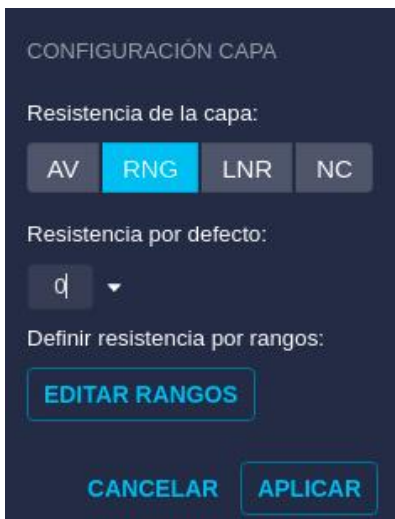 CONFIGURACIÓN CAPA
Resistencia de la capa:
AV RNG LNR NC
Resistencia por defecto:
0
Definir resistencia por rangos:
EDITAR RANGOS
CANCELAR APLICAR